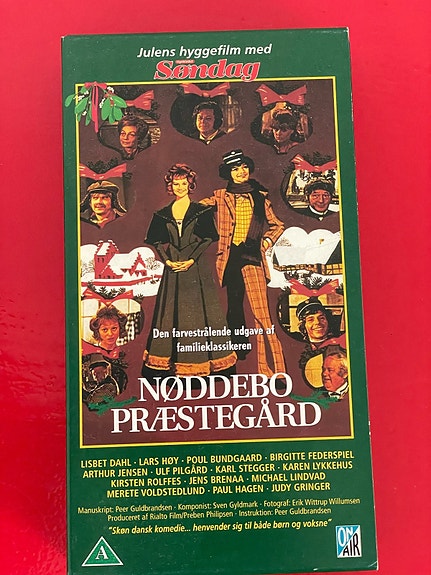 Julens hyggefilm med
Søndag
Den farvestrålende udgave af
familieklassikeren
NØDDEBO
PRÆSTEGÅRD
LISBET DAHL · LARS HØY · POUL BUNDGAARD · BIRGITTE FEDERSPIEL
ARTHUR JENSEN · ULF PILGÅRD · KARL STEGGER · KAREN LYKKEHUS
KIRSTEN ROLFFES · JENS BRENAA · MICHAEL LINDVAD
MERETE VOLDSTEDLUND · PAUL HAGEN · JUDY GRINGER
Manuskript: Peer Guldbrandsen · Komponist: Sven Gyldmark · Fotograf: Erik Wittrup Willumsen
Produceret af Rialto Film/Preben Philipsen · Instruktion: Peer Guldbrandsen
"Skøn dansk komedie... henvender sig til både børn og voksne"
A
ON
AIR